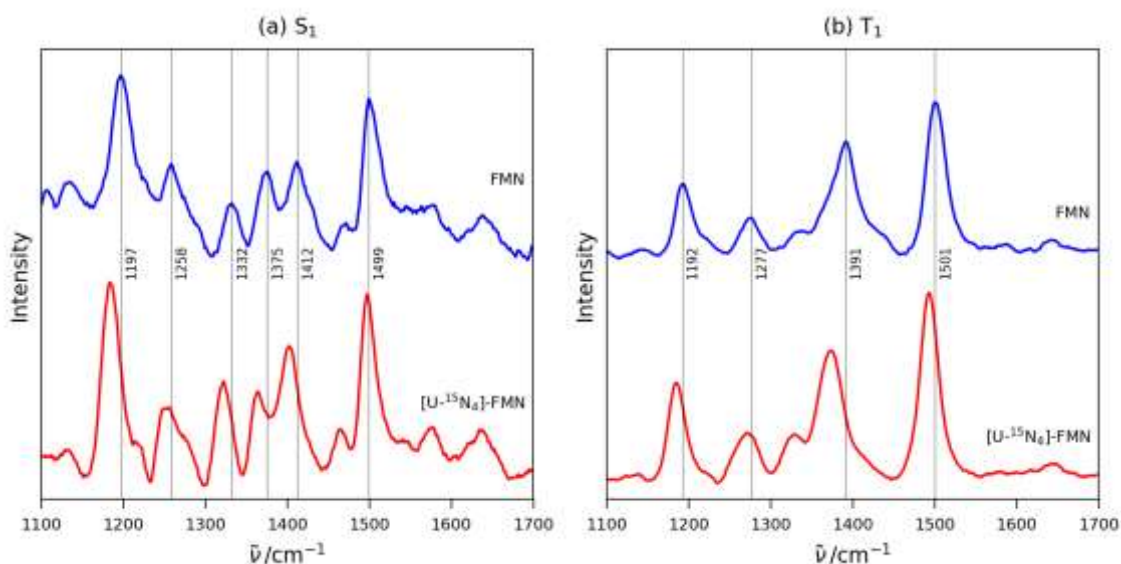 (a) S₁
Intensity
FMN
1197
1258
1332
1375
1412
1499
[U-¹⁵N₄]-FMN
1100 1200 1300 1400 1500 1600 1700
ṽ /cm⁻¹
(b) T₁
Intensity
FMN
1192
1277
1391
1501
[U-¹⁵N₄]-FMN
1100 1200 1300 1400 1500 1600 1700
ṽ /cm⁻¹